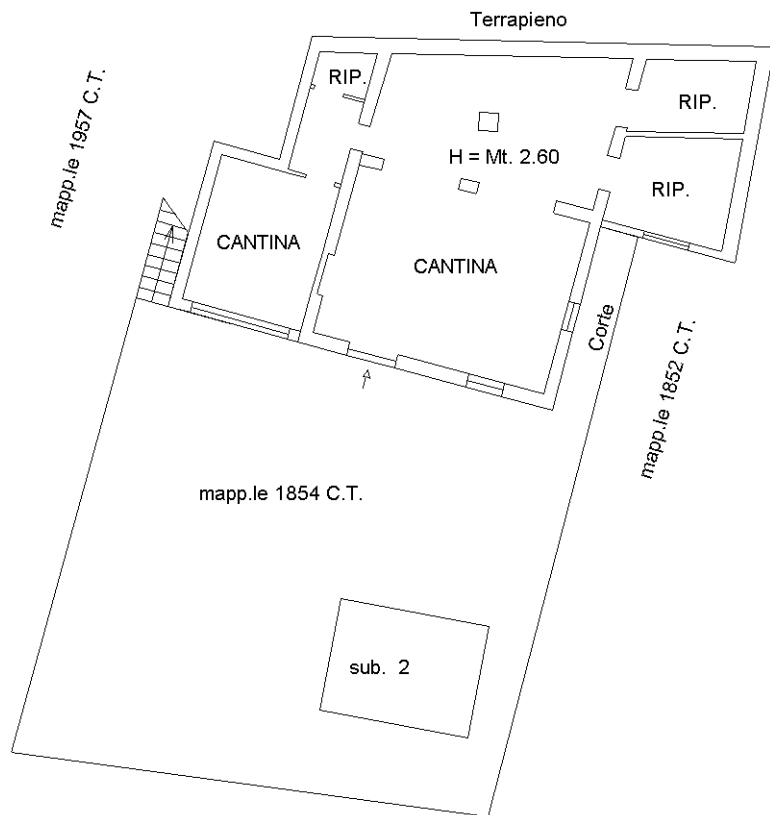 Terrapieno
RIP.
RIP.
mapp.le 1957 C.T.
H = Mt. 2.60
RIP.
CANTINA
CANTINA
Corte
mapp.le 1852 C.T.
mapp.le 1854 C.T.
sub. 2